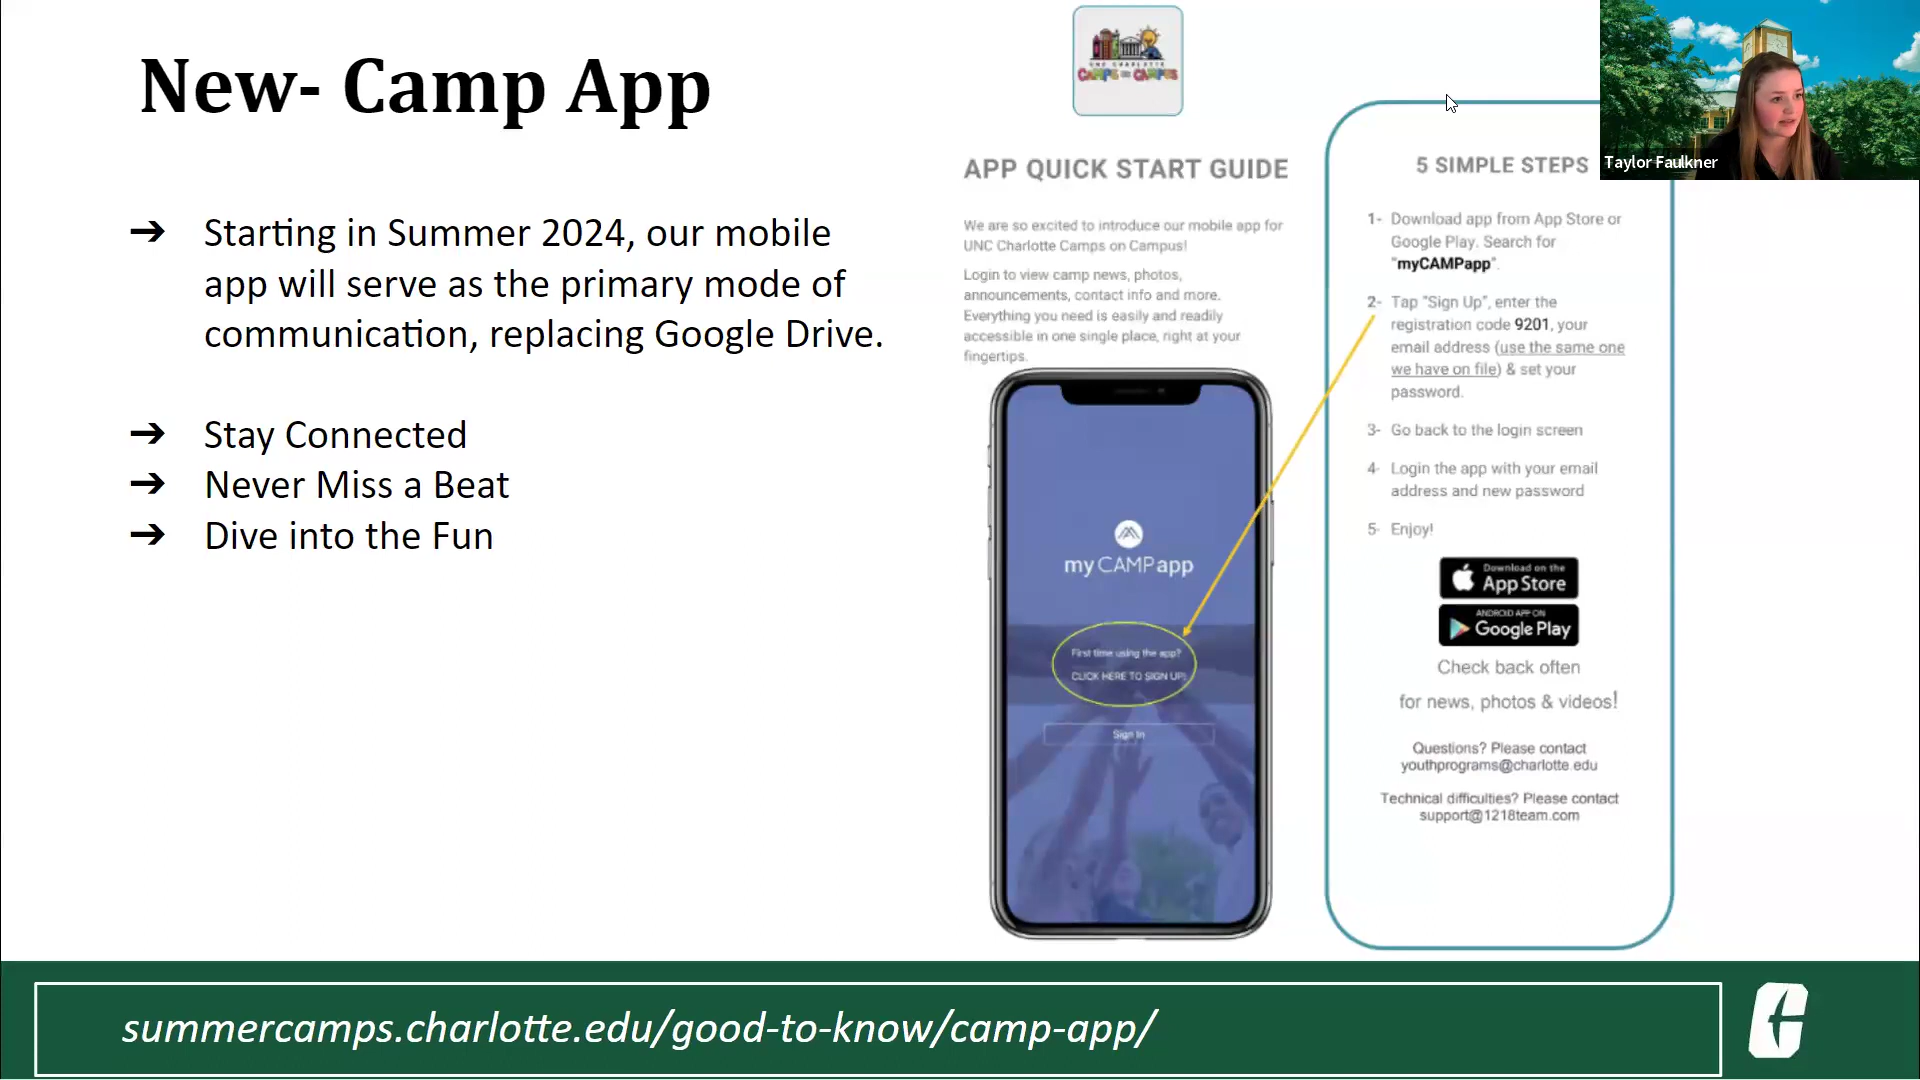 New- Camp App
➔ Starting in Summer 2024, our mobile
app will serve as the primary mode of
communication, replacing Google Drive.
➔ Stay Connected
➔ Never Miss a Beat
➔ Dive into the Fun
UNC CHARLOTTE
CAMPS ON CAMPUS
APP QUICK START GUIDE
We are so excited to introduce our mobile app for
UNC Charlotte Camps on Campus!
Login to view camp news, photos,
announcements, contact info and more.
Everything you need is easily and readily
accessible in one single place, right at your
fingertips.
my CAMP app
First time using the app?
CLICK HERE TO SIGN UP!
Sign In
5 SIMPLE STEPS
1- Download app from App Store or
Google Play. Search for
"myCAMPapp".
2- Tap "Sign Up", enter the
registration code 9201, your
email address (use the same one
we have on file) & set your
password.
3- Go back to the login screen
4- Login the app with your email
address and new password
5- Enjoy!
Download on the
App Store
ANDROID APP ON
Google Play
Check back often
for news, photos & videos!
Questions? Please contact
youthprograms@charlotte.edu
Technical difficulties? Please contact
support@1218team.com
Taylor Faulkner
summercamps.charlotte.edu/good-to-know/camp-app/